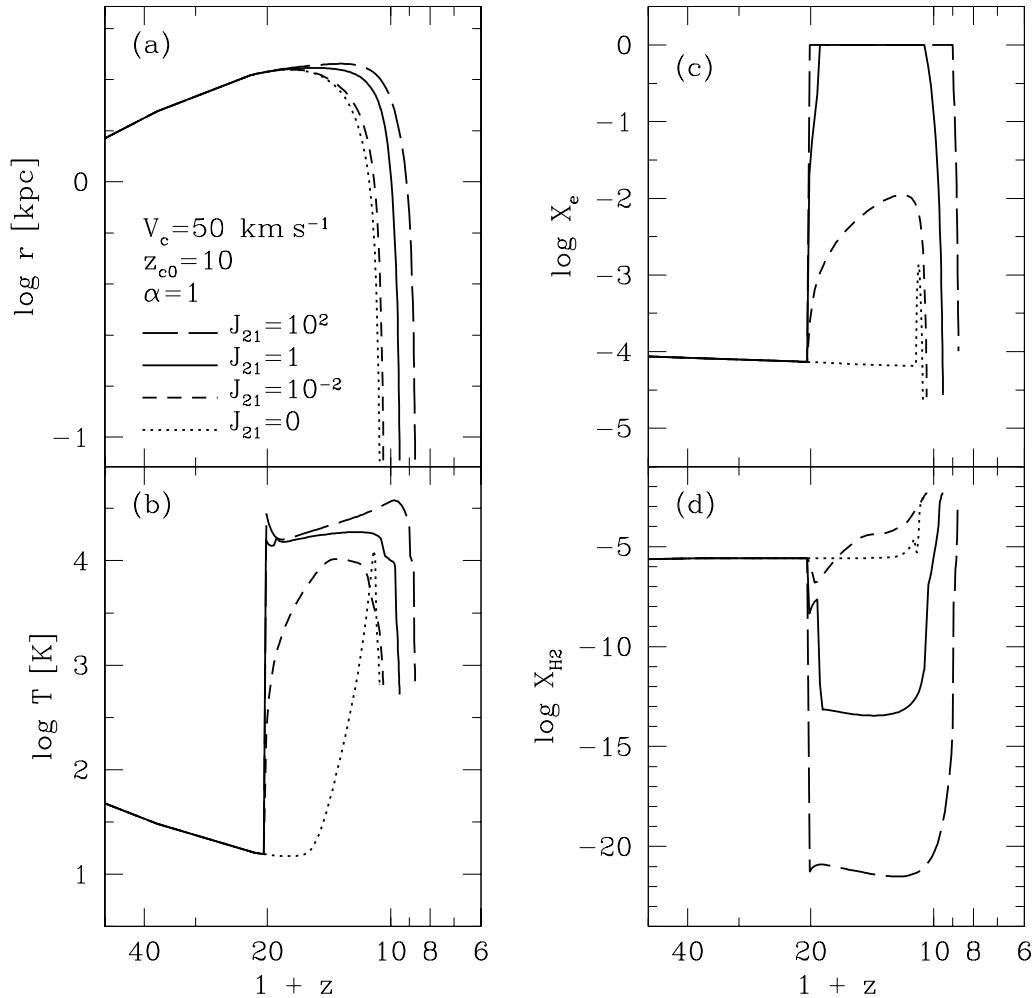 (a)
0
-1
log r [kpc]
V_c=50 km s^-1
z_c0=10
α=1
J_21=10^2
J_21=1
J_21=10^-2
J_21=0
(c)
0
-1
-2
-3
-4
-5
log X_e
(b)
4
3
2
1
log T [K]
40
20
10
8
6
1 + z
(d)
-5
-10
-15
-20
log X_H2
40
20
10
8
6
1 + z